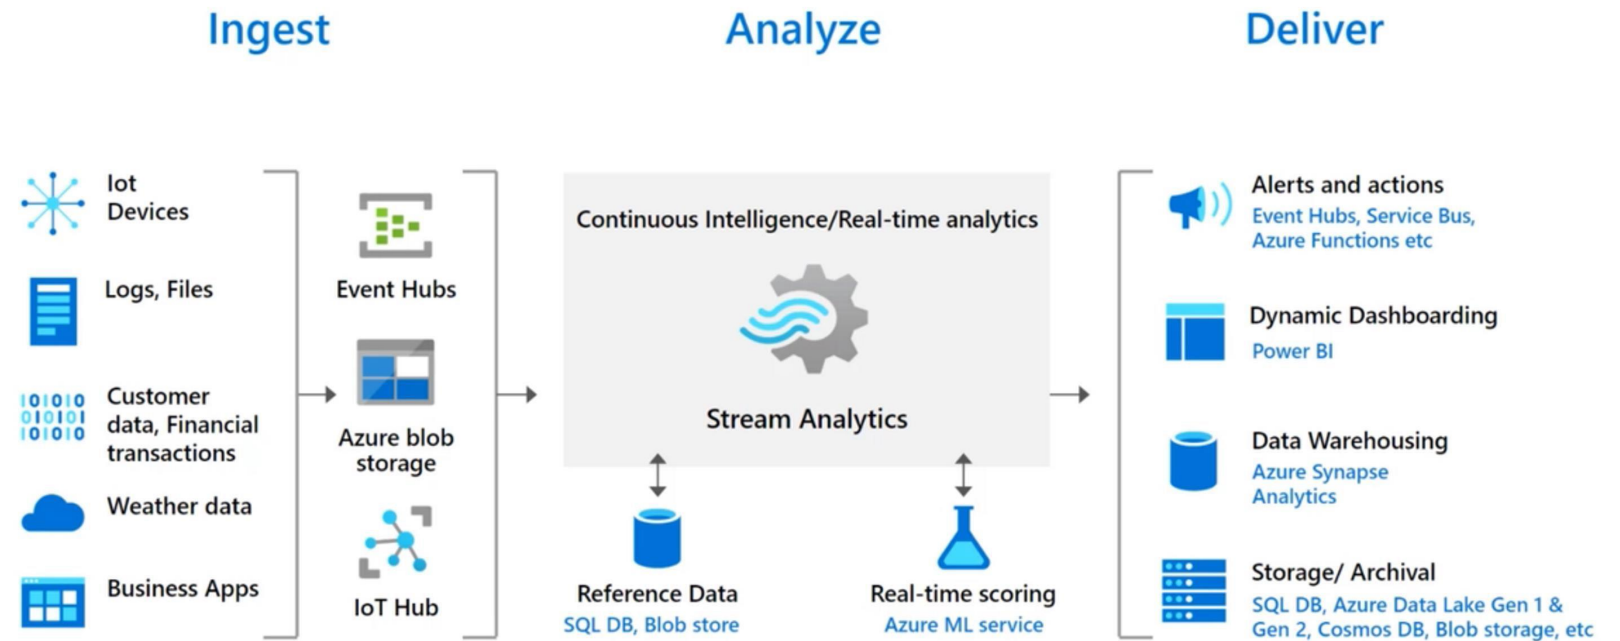 Ingest
Analyze
Deliver
Iot
Devices
Logs, Files
Customer
data, Financial
transactions
Weather data
Business Apps
Event Hubs
Azure blob
storage
IoT Hub
Continuous Intelligence/Real-time analytics
Stream Analytics
Reference Data
SQL DB, Blob store
Real-time scoring
Azure ML service
Alerts and actions
Event Hubs, Service Bus,
Azure Functions etc
Dynamic Dashboarding
Power BI
Data Warehousing
Azure Synapse
Analytics
Storage/ Archival
SQL DB, Azure Data Lake Gen 1 &
Gen 2, Cosmos DB, Blob storage, etc